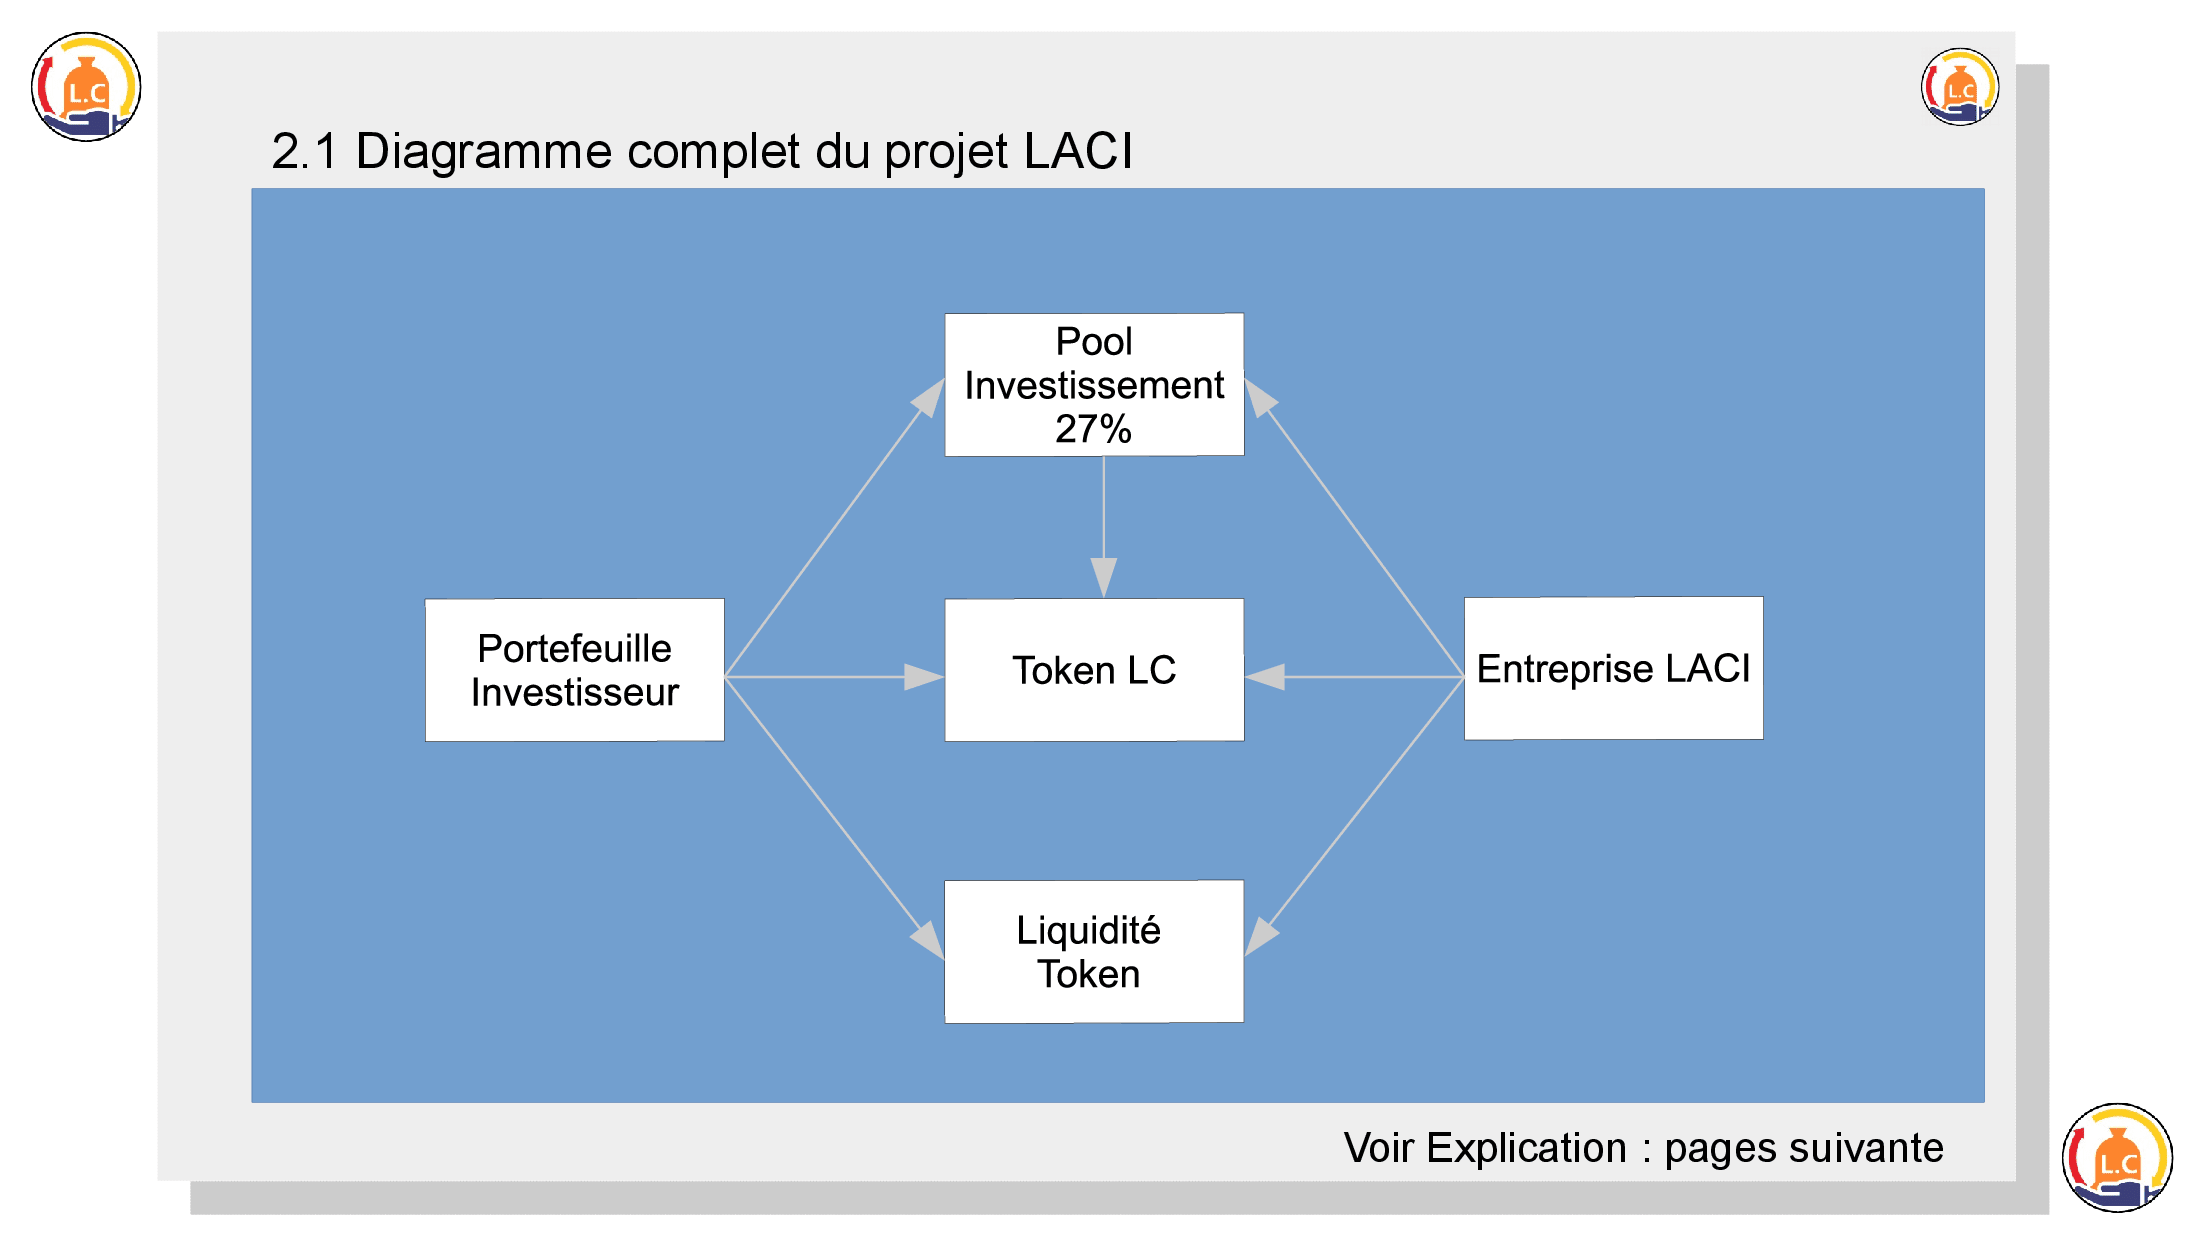 L.C
L.C
2.1 Diagramme complet du projet LACI
Pool
Investissement
27%
Portefeuille
Investisseur
Token LC
Entreprise LACI
Liquidité
Token
Voir Explication : pages suivante
L.C